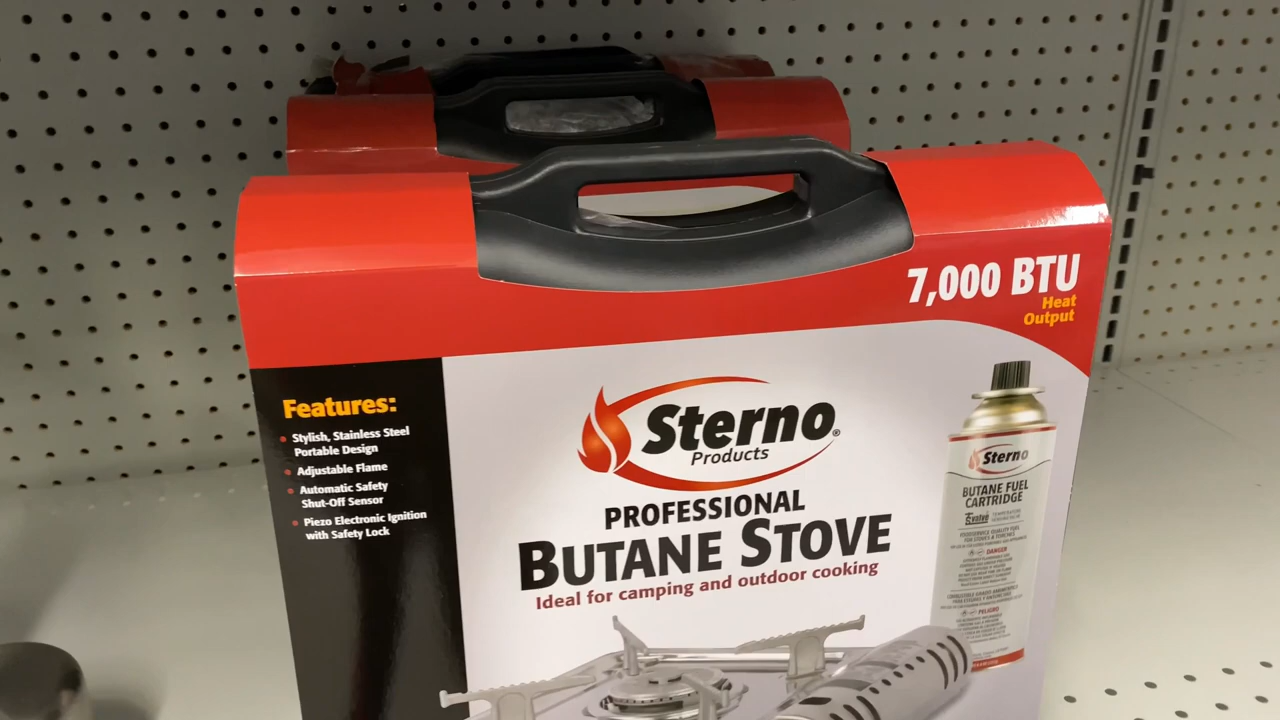 7,000 BTU
Heat
Output
Features:
Stylish, Stainless Steel
Portable Design
Adjustable Flame
Automatic Safety
Shut-Off Sensor
Piezo Electronic Ignition
with Safety Lock
Sterno®
Products
PROFESSIONAL
BUTANE STOVE
Ideal for camping and outdoor cooking
Sterno
BUTANE FUEL
CARTRIDGE
DANGER
PELIGRO